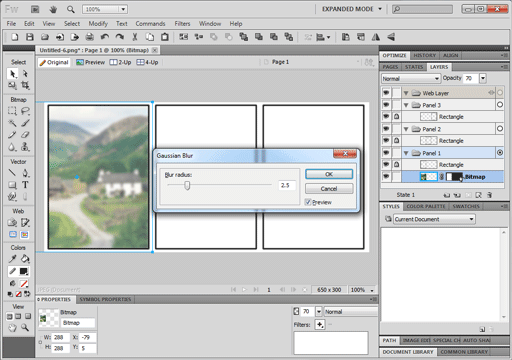 Fw
100%
EXPANDED MODE
File Edit View Select Modify Text Commands Filters Window Help
Untitled-6.png* : Page 1 @ 100% (Bitmap)
Original Preview 2-Up 4-Up Page 1
Select
Bitmap
Vector
Web
Colors
View
Gaussian Blur
Blur radius:
2.5
OK
Cancel
Preview
JPEG (Document)
1
650 x 300
100%
PROPERTIES SYMBOL PROPERTIES
Bitmap
Bitmap
W: 288 X: -79
H: 288 Y: 5
70 Normal
Filters:
OPTIMIZE HISTORY ALIGN
PAGES STATES LAYERS
Normal Opacity 70
Web Layer
Panel 3
Rectangle
Panel 2
Rectangle
Panel 1
Rectangle
Bitmap
State 1
STYLES COLOR PALETTE SWATCHES
Current Document
PATH IMAGE EDIT SPECIAL CH AUTO SHA
DOCUMENT LIBRARY COMMON LIBRARY